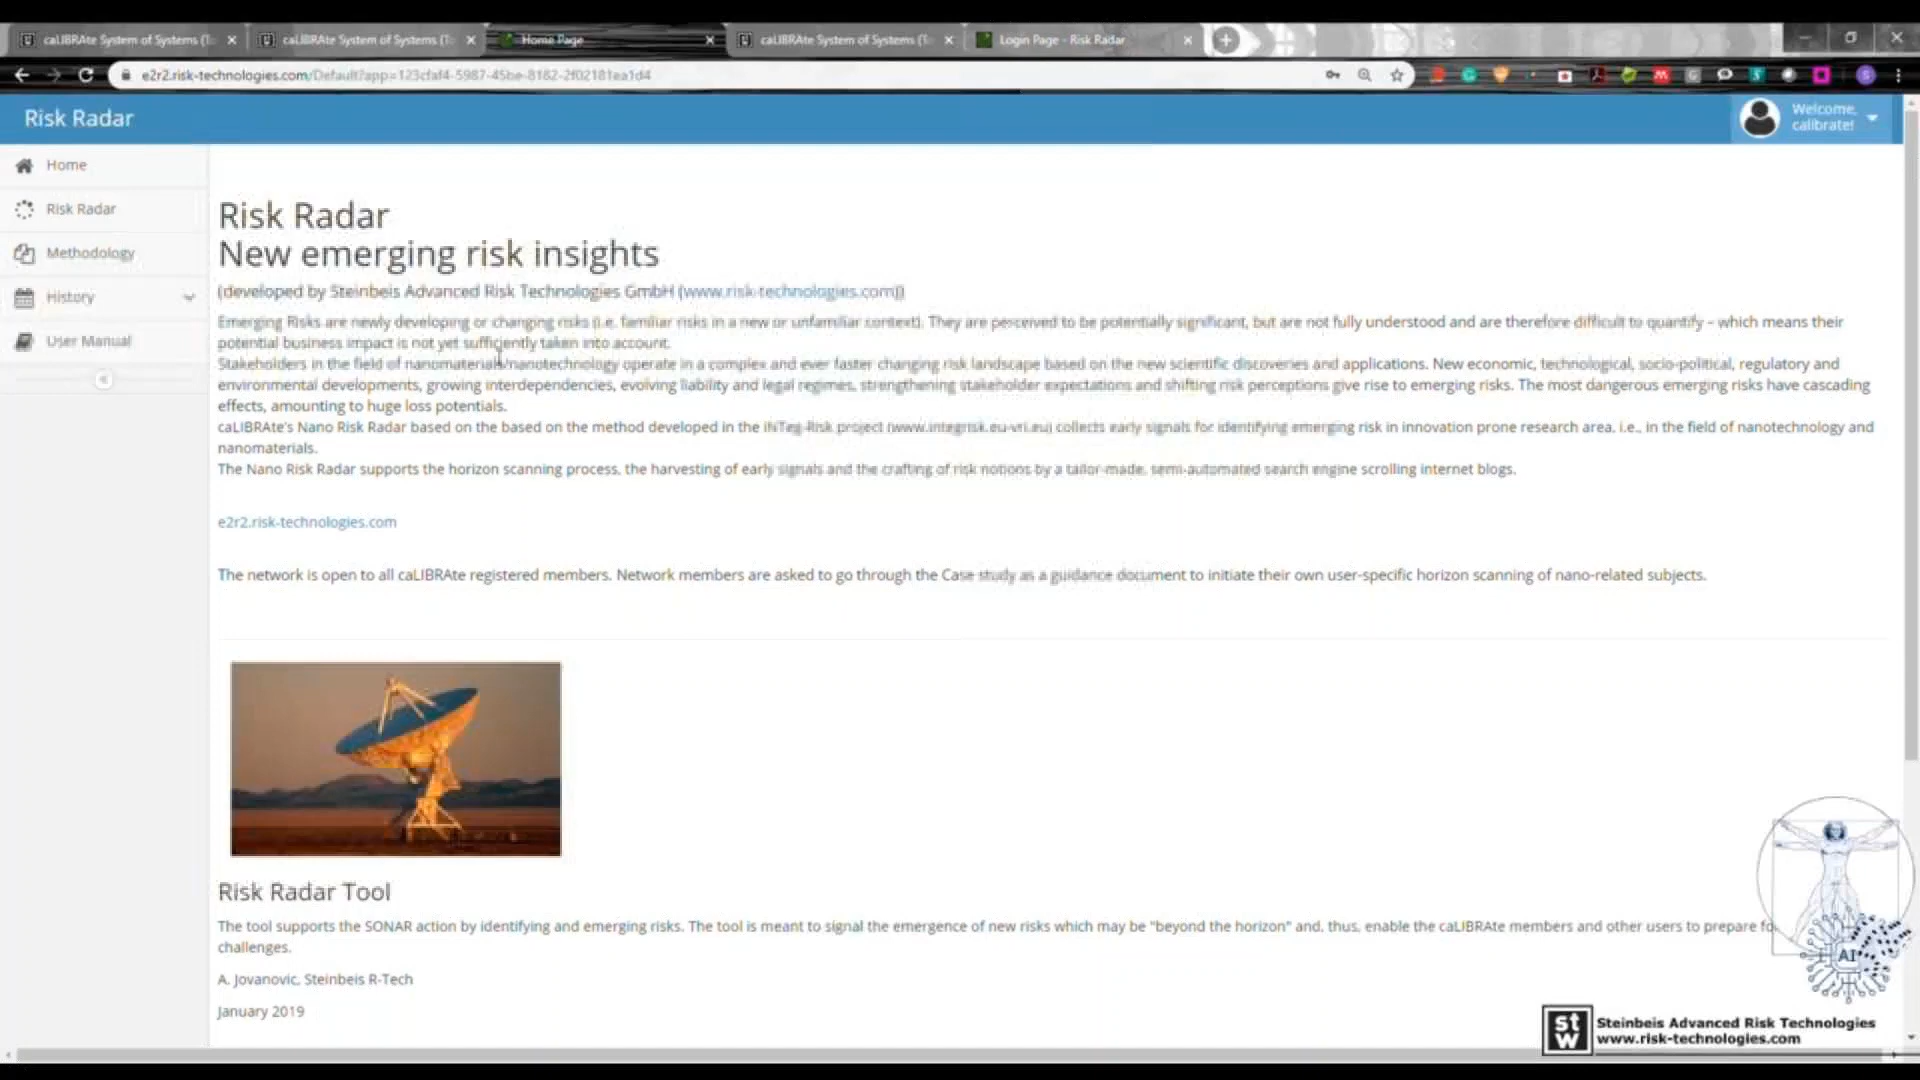 caLIBRAte System of Systems (T
caLIBRAte System of Systems (T
Home Page
caLIBRAte System of Systems (T
Login Page - Risk Radar
e2r2.risk-technologies.com/Default?app=123cfaf4-5987-45be-8182-2f02181ea1d4
Risk Radar
Welcome,
calibrate!
Home
Risk Radar
Methodology
History
User Manual
Risk Radar
New emerging risk insights
(developed by Steinbeis Advanced Risk Technologies GmbH (www.risk-technologies.com))
Emerging Risks are newly developing or changing risks (i.e. familiar risks in a new or unfamiliar context). They are perceived to be potentially significant, but are not fully understood and are therefore difficult to quantify – which means their
potential business impact is not yet sufficiently taken into account.
Stakeholders in the field of nanomaterials/nanotechnology operate in a complex and ever faster changing risk landscape based on the new scientific discoveries and applications. New economic, technological, socio-political, regulatory and
environmental developments, growing interdependencies, evolving liability and legal regimes, strengthening stakeholder expectations and shifting risk perceptions give rise to emerging risks. The most dangerous emerging risks have cascading
effects, amounting to huge loss potentials.
caLIBRAte's Nano Risk Radar based on the based on the method developed in the iNTeg-Risk project (www.integrisk.eu-vri.eu) collects early signals for identifying emerging risk in innovation prone research area, i.e., in the field of nanotechnology and
nanomaterials.
The Nano Risk Radar supports the horizon scanning process, the harvesting of early signals and the crafting of risk notions by a tailor-made, semi-automated search engine scrolling internet blogs.
e2r2.risk-technologies.com
The network is open to all caLIBRAte registered members. Network members are asked to go through the Case study as a guidance document to initiate their own user-specific horizon scanning of nano-related subjects.
Risk Radar Tool
The tool supports the SONAR action by identifying and emerging risks. The tool is meant to signal the emergence of new risks which may be "beyond the horizon" and, thus, enable the caLIBRAte members and other users to prepare fo
challenges.
A. Jovanovic, Steinbeis R-Tech
January 2019
AI
st
w
Steinbeis Advanced Risk Technologies
www.risk-technologies.com